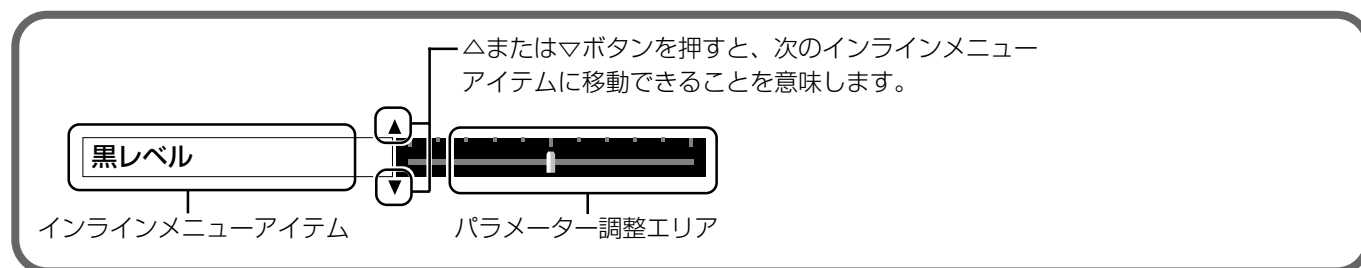 △または▽ボタンを押すと、次のインラインメニュー
アイテムに移動できることを意味します。
黒レベル
インラインメニューアイテム
パラメーター調整エリア